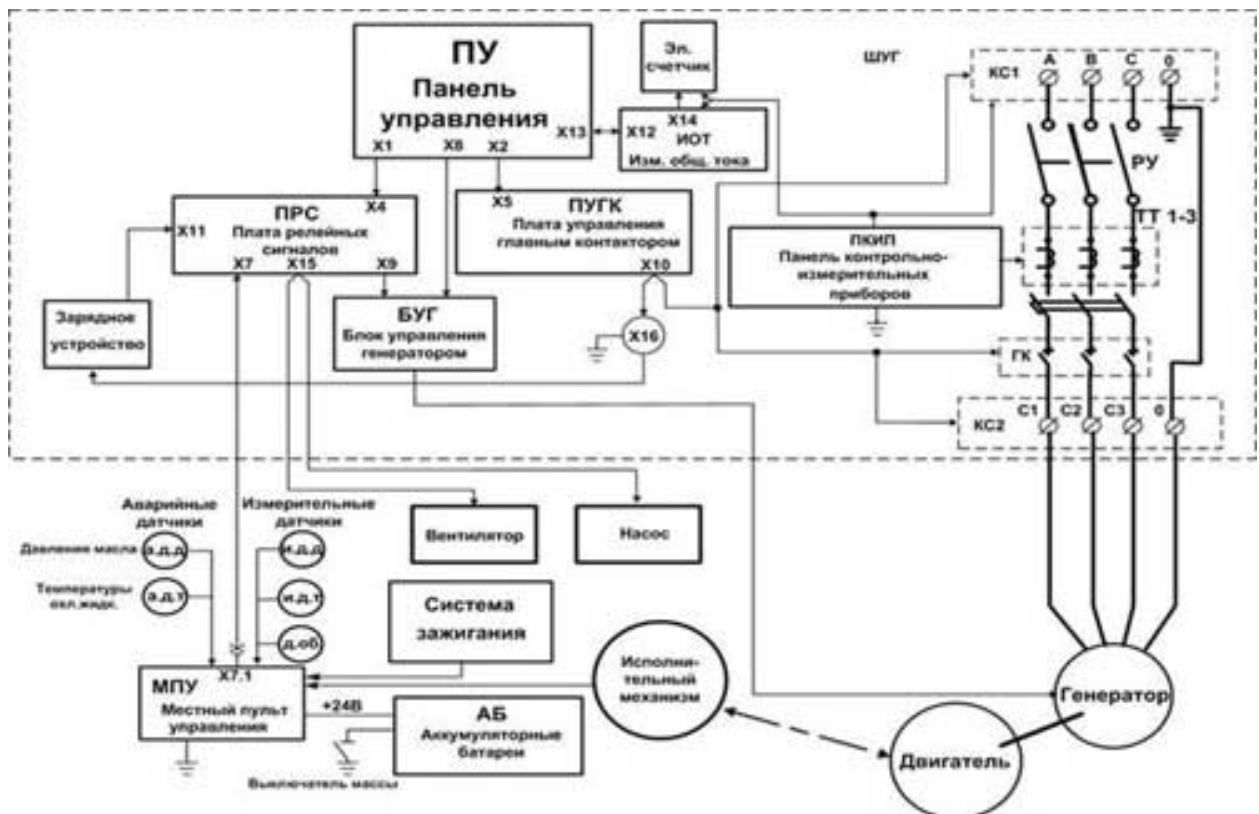 ПУ
Панель
управления
X1
X8
X2
X13
Эл.
счетчик
X14
X12
ИОТ
Изм. общ. тока
ШУГ
КС1
A
B
C
0
РУ
ТТ 1-3
ПРС
X4
X11
Плата релейных
сигналов
X7
X15
X9
X5
ПУГК
Плата управления
главным контактором
X10
ПКИП
Панель контрольно-
измерительных
приборов
Зарядное
устройство
БУГ
Блок управления
генератором
X16
ГК
КС2
C1
C2
C3
0
Аварийные
датчики
Измерительные
датчики
Давления масла
а.д.д
и.д.д
Температуры
охл.жидк.
а.д.т
и.д.т
д.об
Вентилятор
Насос
Система
зажигания
X7.1
МПУ
Местный пульт
управления
+24В
АБ
Аккумуляторные
батареи
Выключатель массы
Исполни-
тельный
механизм
Двигатель
Генератор